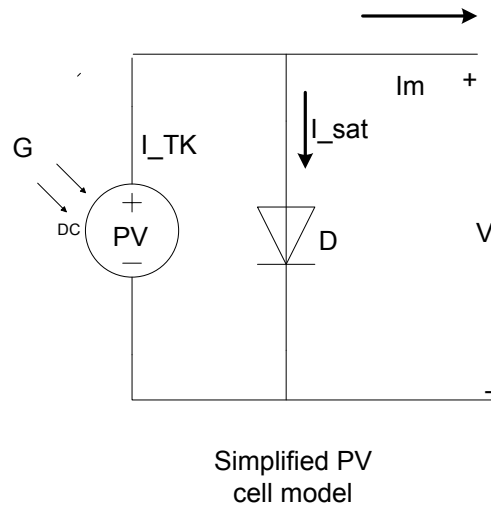 Im
+
I_sat
I_TK
G
+
DC
PV
D
V
Simplified PV
cell model